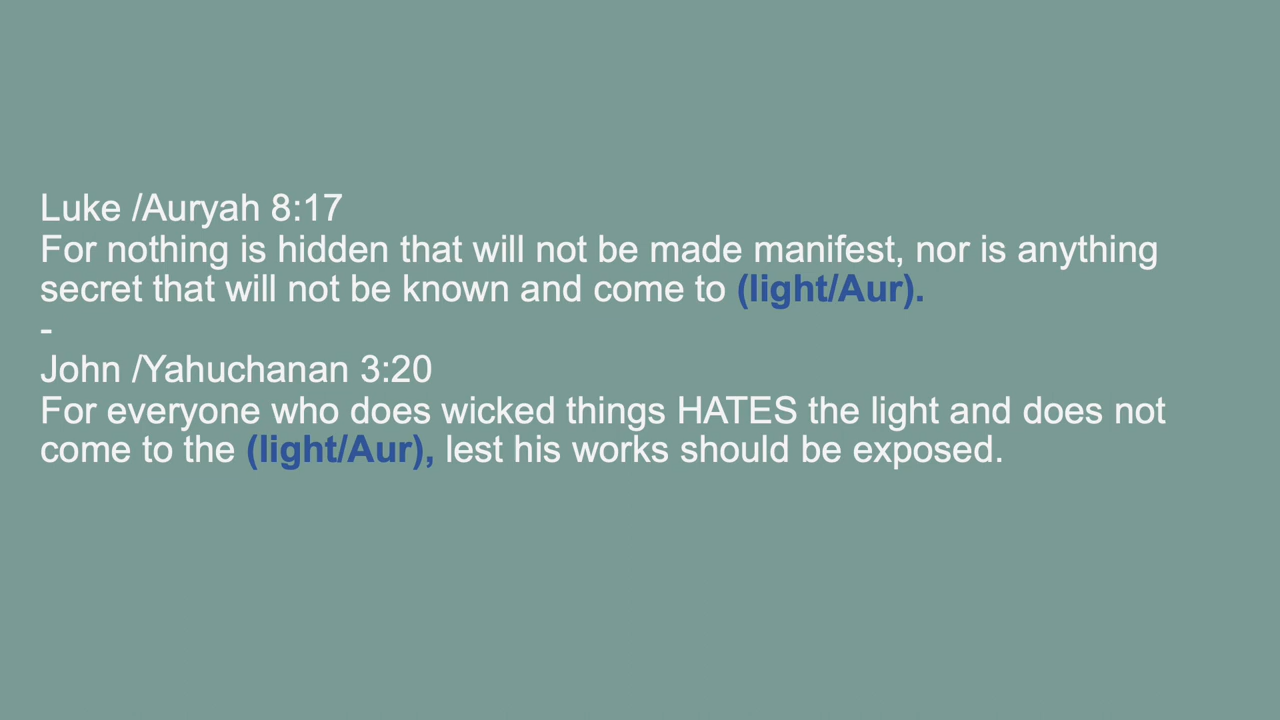 Luke /Auryah 8:17
For nothing is hidden that will not be made manifest, nor is anything
secret that will not be known and come to (light/Aur).
-
John /Yahuchanan 3:20
For everyone who does wicked things HATES the light and does not
come to the (light/Aur), lest his works should be exposed.